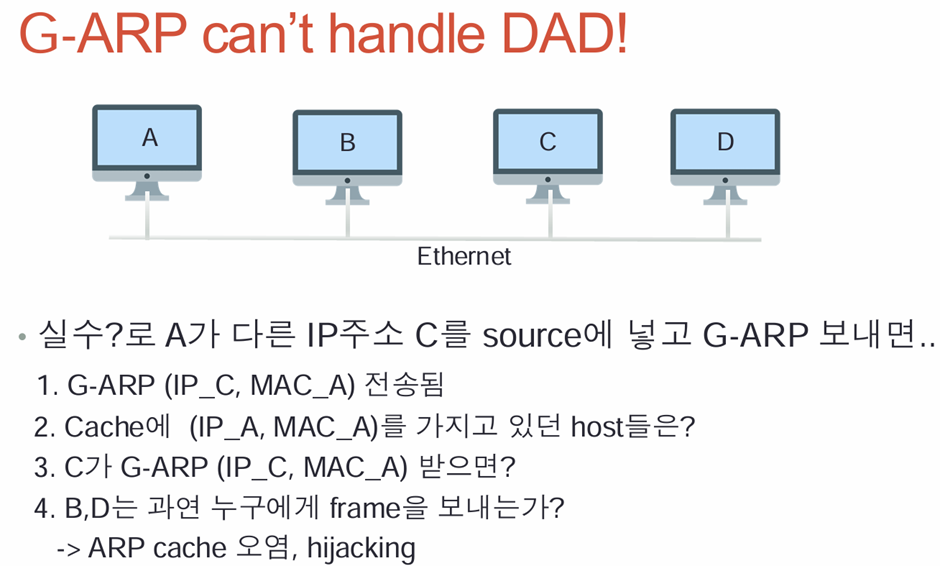 G-ARP can’t handle DAD!
A
B
C
D
Ethernet
• 실수?로 A가 다른 IP주소 C를 source에 넣고 G-ARP 보내면..
1. G-ARP (IP_C, MAC_A) 전송됨
2. Cache에 (IP_A, MAC_A)를 가지고 있던 host들은?
3. C가 G-ARP (IP_C, MAC_A) 받으면?
4. B,D는 과연 누구에게 frame을 보내는가?
-> ARP cache 오염, hijacking